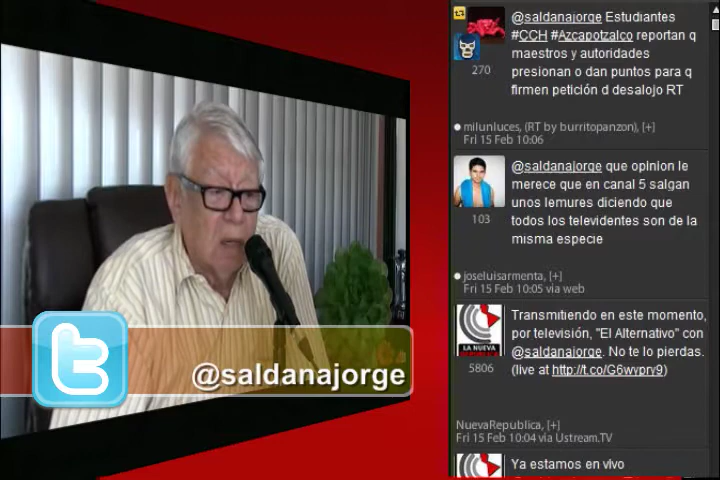 @saldanajorge Estudiantes
#CCH #Azcapotzalco reportan q
maestros y autoridades
presionan o dan puntos para q
firmen petición d desalojo RT
270
milunluces, (RT by burritopanzon), [+]
Fri 15 Feb 10:06
@saldanajorge que opinion le
merece que en canal 5 salgan
unos lemures diciendo que
todos los televidentes son de la
misma especie
103
joseluisarmenta, [+]
Fri 15 Feb 10:05 via web
Transmitiendo en este momento,
por televisión, "El Alternativo" con
@saldanajorge. No te lo pierdas.
(live at http://t.co/G6wvprv9)
LA NUEVA
REPUBLICA
5806
NuevaRepublica, [+]
Fri 15 Feb 10:04 via Ustream.TV
Ya estamos en vivo
t
@saldanajorge